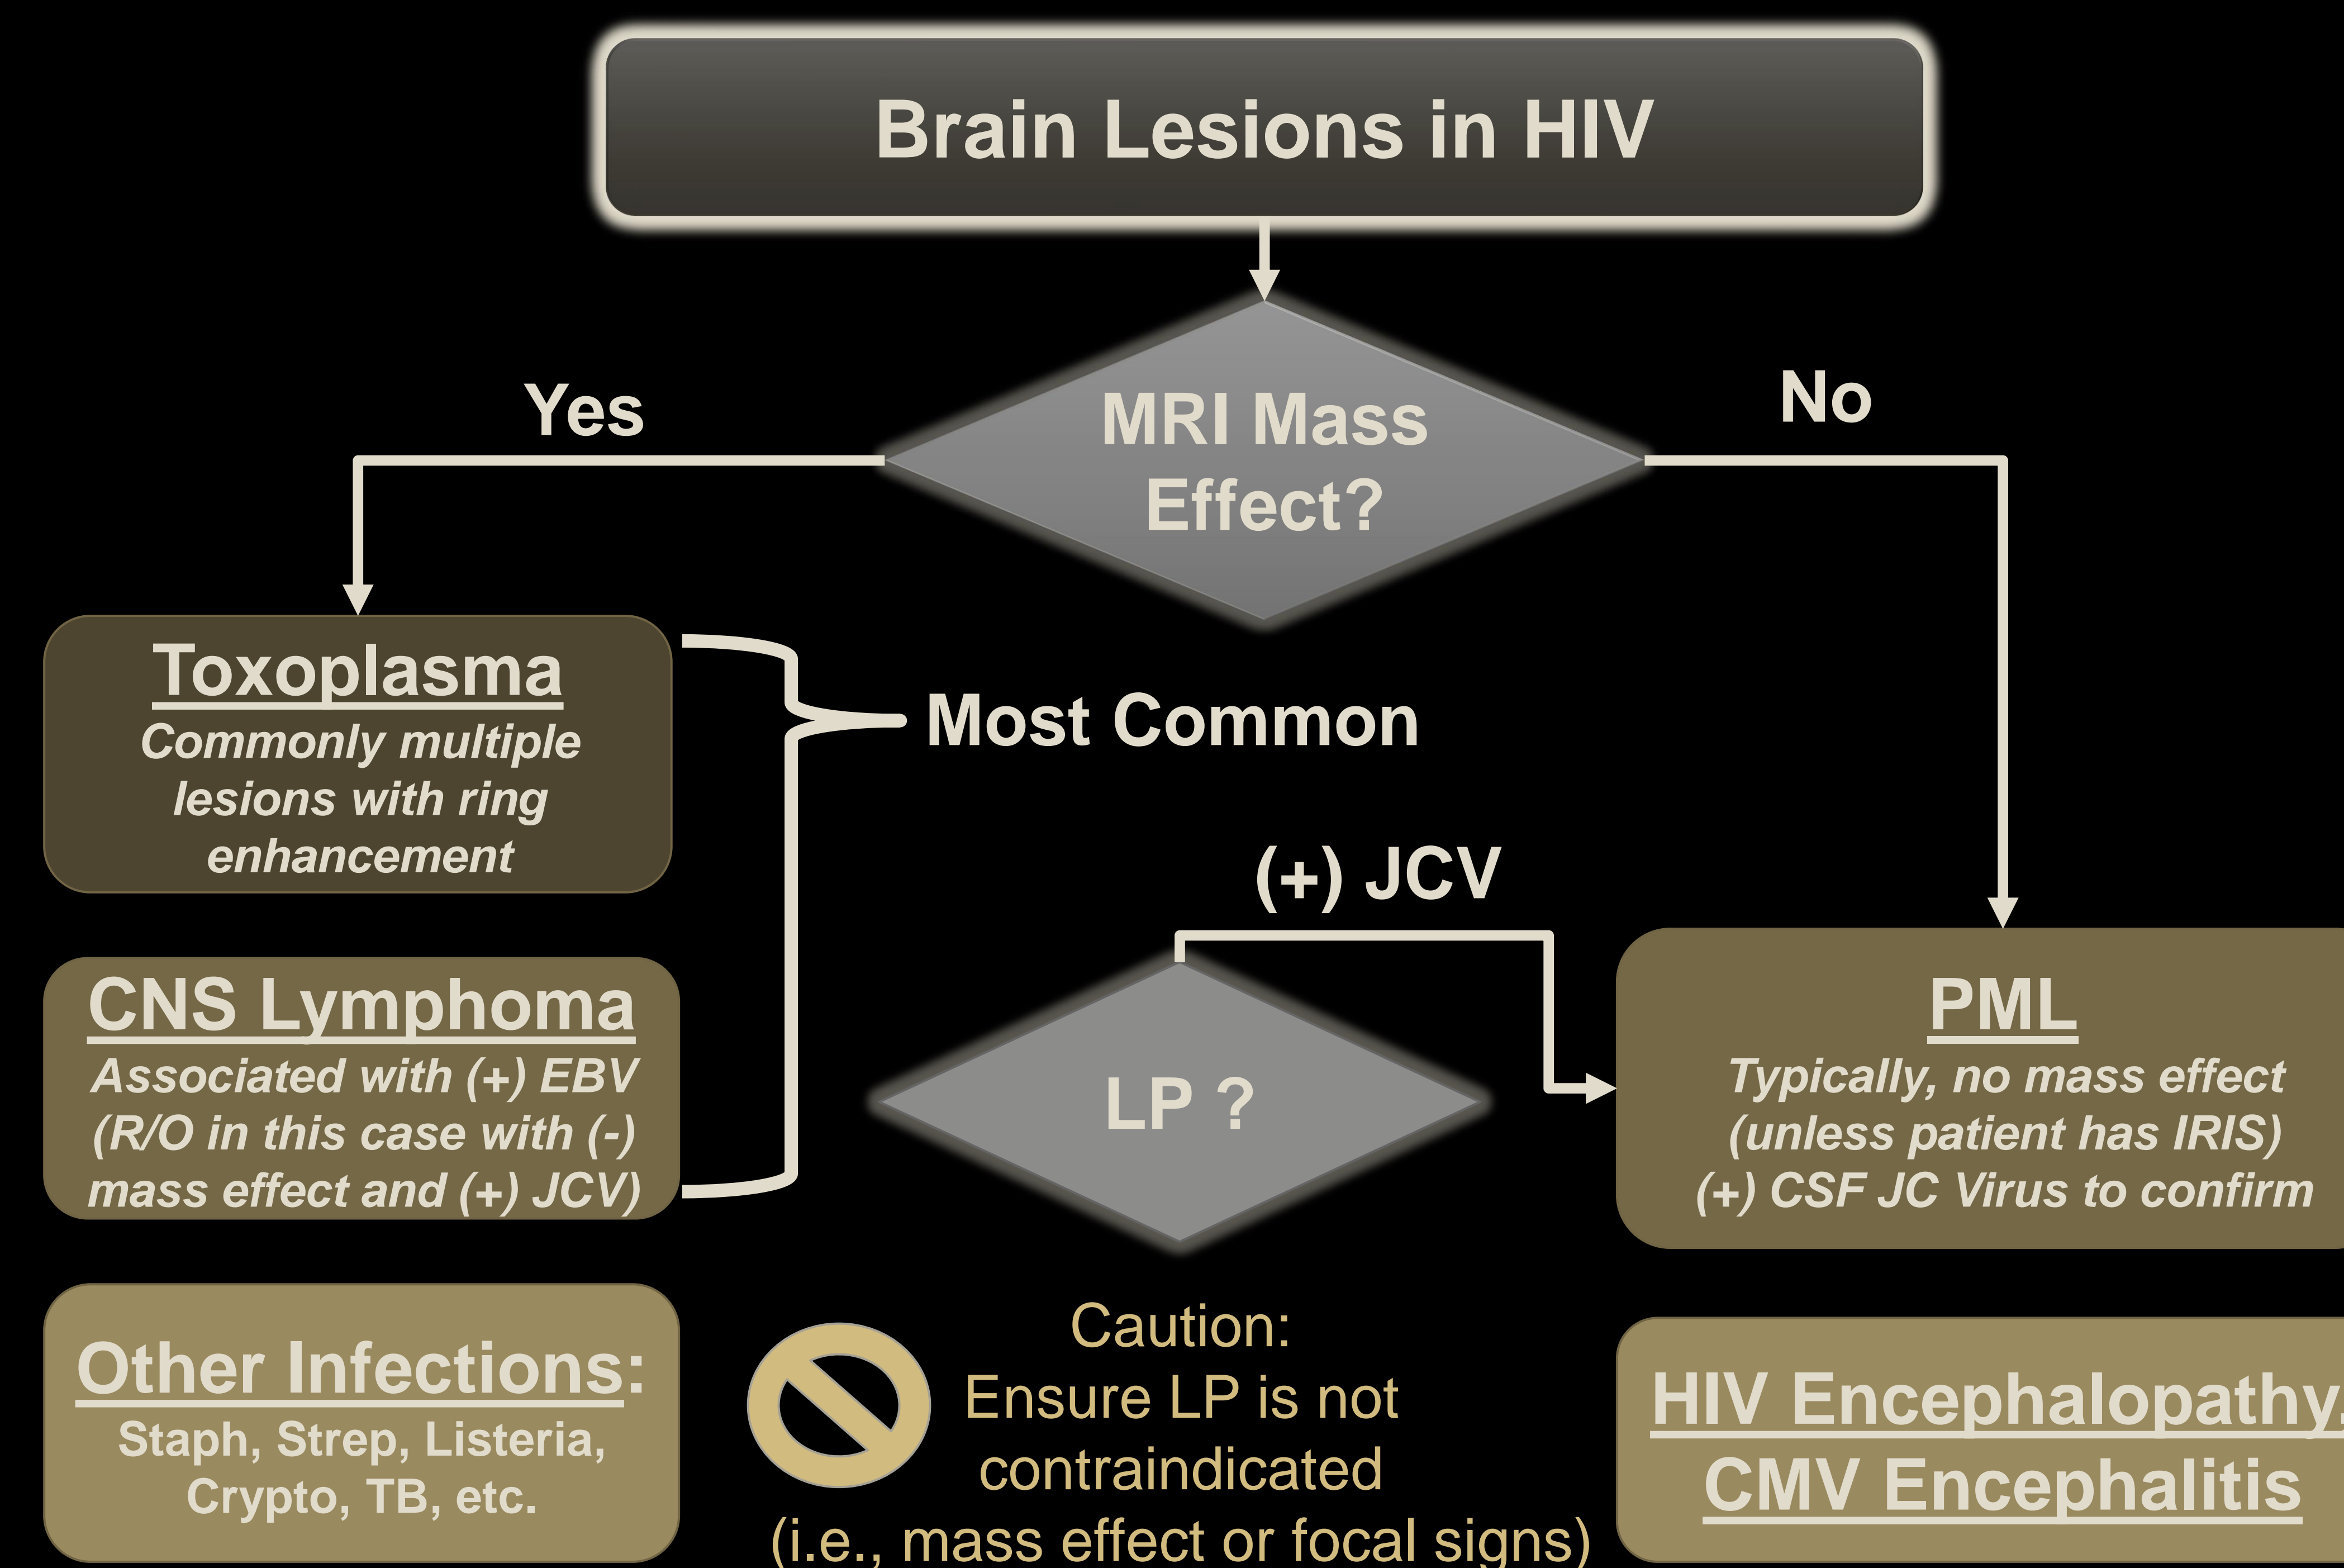 Brain Lesions in HIV
MRI Mass
Effect?
Yes
No
Toxoplasma
Commonly multiple
lesions with ring
enhancement
Most Common
CNS Lymphoma
Associated with (+) EBV
(R/O in this case with (-)
mass effect and (+) JCV)
(+) JCV
LP ?
PML
Typically, no mass effect
(unless patient has IRIS)
(+) CSF JC Virus to confirm
Other Infections:
Staph, Strep, Listeria,
Crypto, TB, etc.
Caution:
Ensure LP is not
contraindicated
(i.e., mass effect or focal signs)
HIV Encephalopathy,
CMV Encephalitis